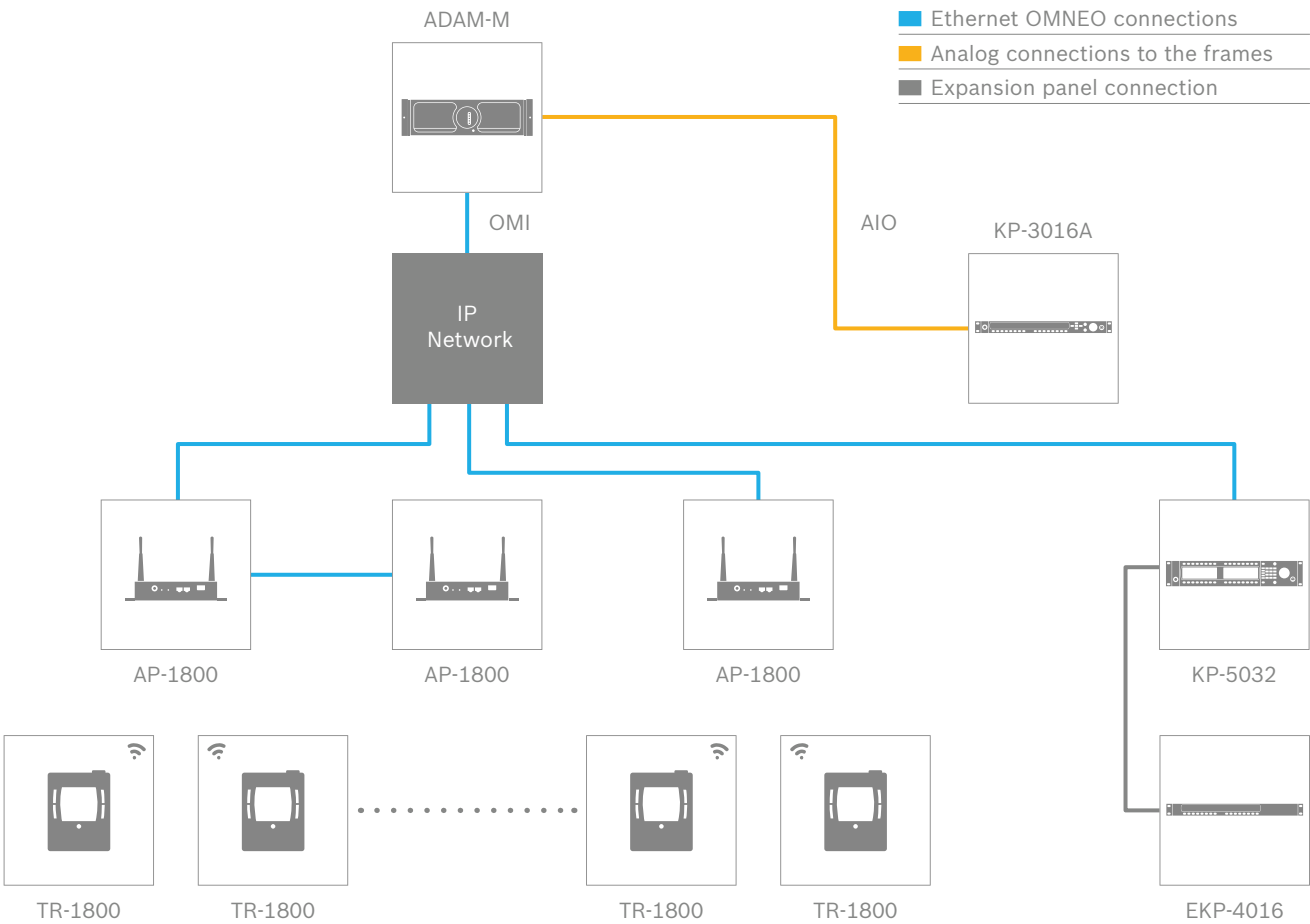 ADAM-M
Ethernet OMNEO connections
Analog connections to the frames
Expansion panel connection
OMI
AIO
KP-3016A
IP
Network
AP-1800
AP-1800
AP-1800
KP-5032
TR-1800
TR-1800
TR-1800
TR-1800
EKP-4016